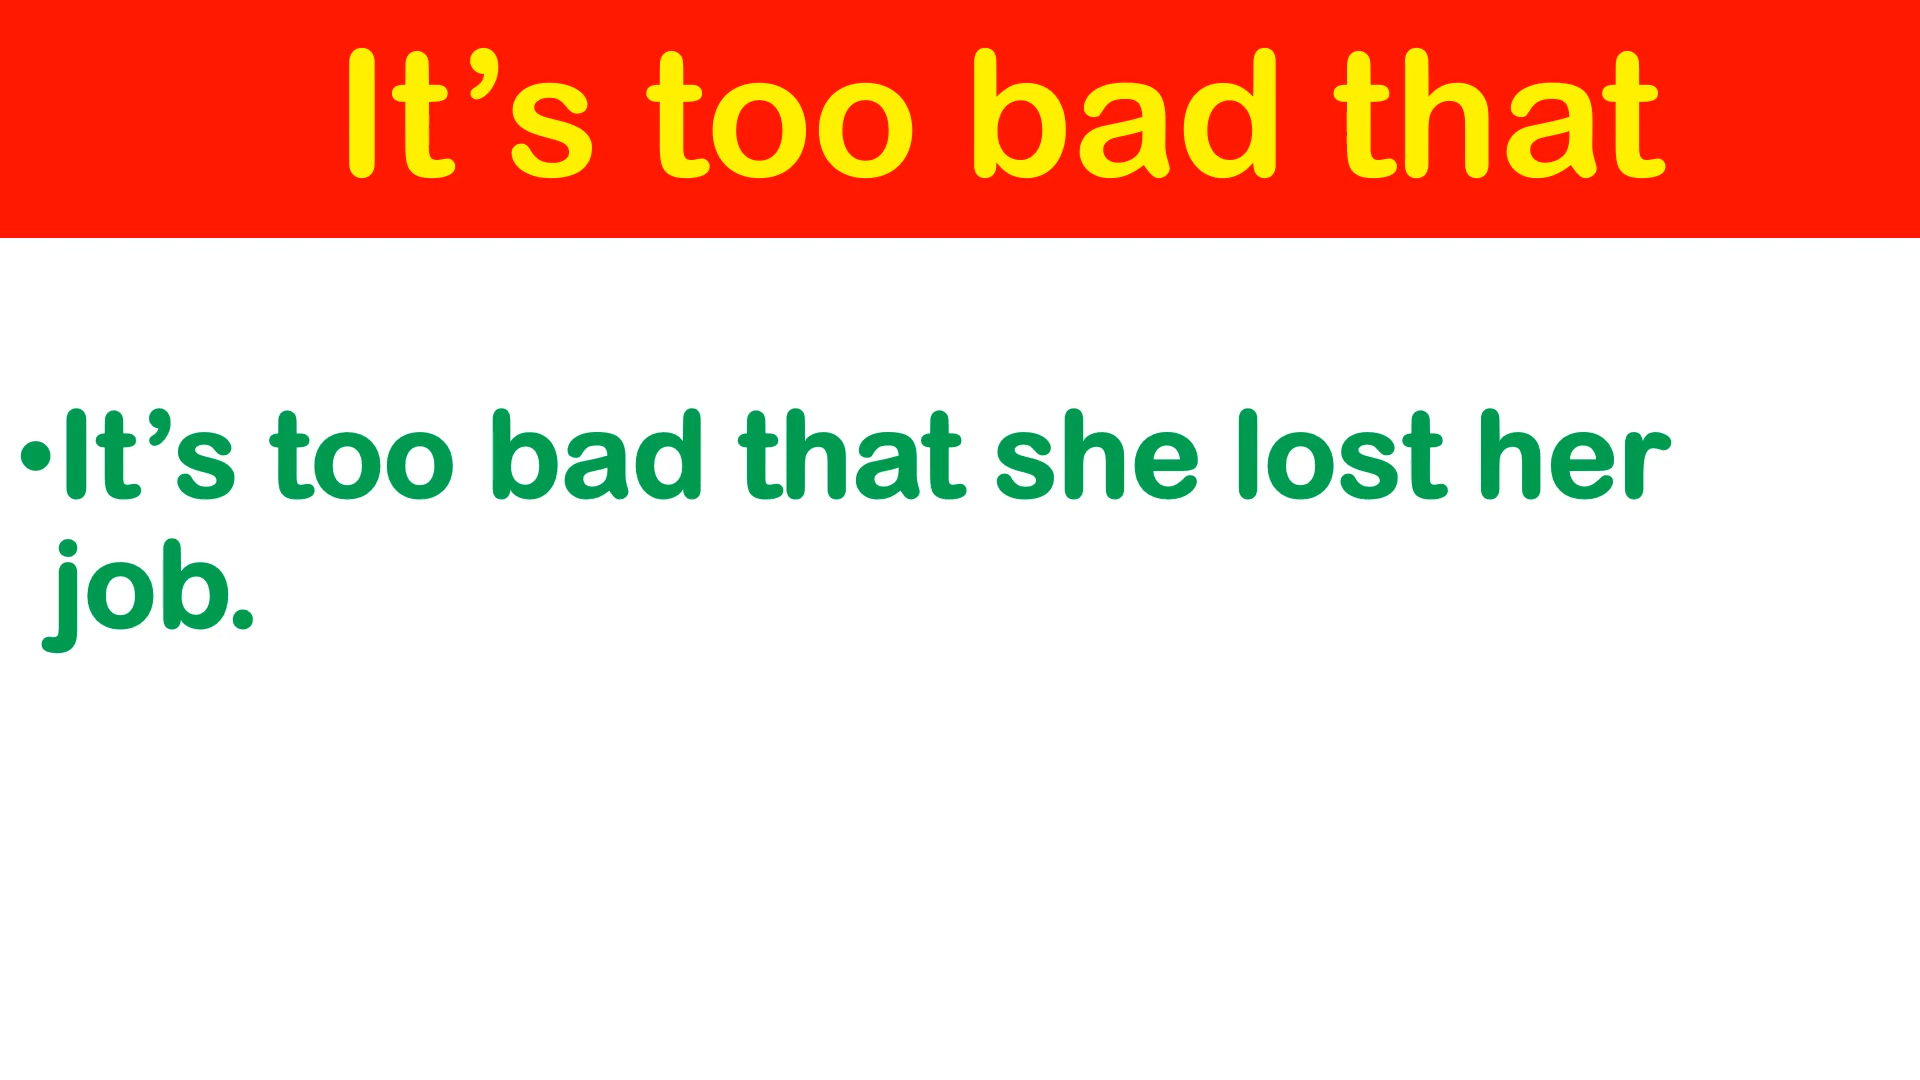 It’s too bad that
•It’s too bad that she lost her
job.